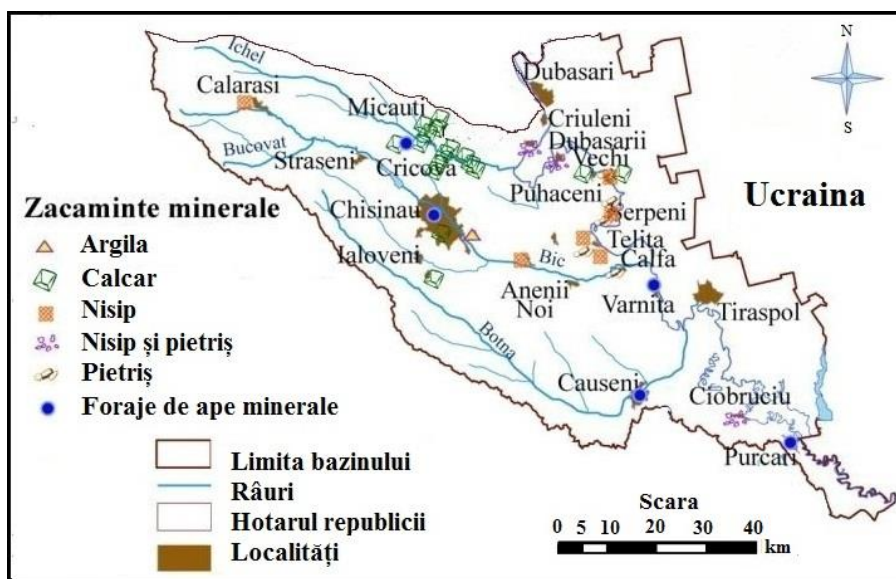 N
S
Ichel
Calarasi
Dubasari
Micauti
Criuleni
Bucovat
Dubasarii
Vechi
Straseni
Cricova
Puhaceni
Ucraina
Zacaminte minerale
Chisinau
Serpeni
Argila
Ialoveni
Telita
Calcar
Bic
Calfa
Nisip
Anenii
Noi
Varnita
Tiraspol
Nisip și pietriș
Botna
Pietriș
Causeni
Ciobruciu
Foraje de ape minerale
Purcari
Limita bazinului
Râuri
Hotarul republicii
Localități
Scara
0 5 10 20 30 40
km